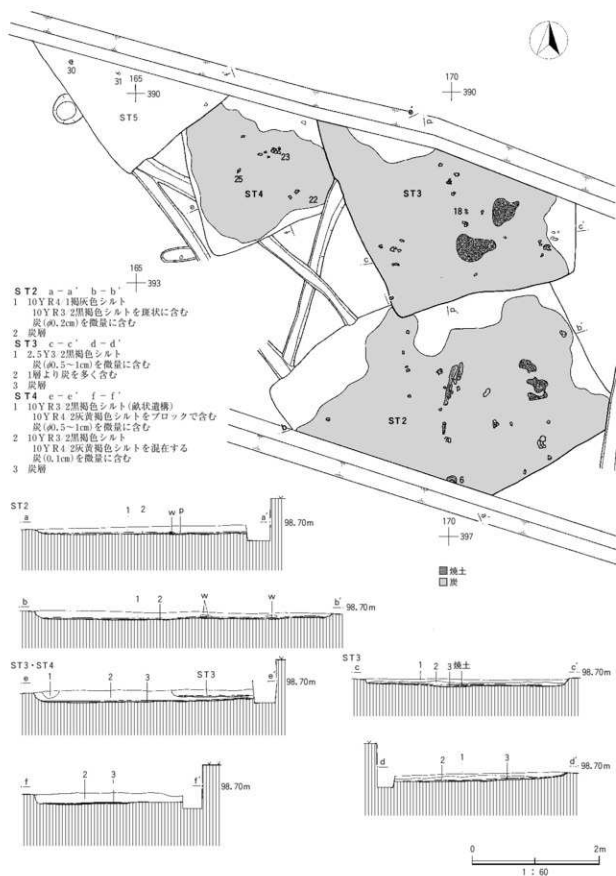 30
31
165
390
170
390
ST5
23
25
ST4
22
ST3
18
165
393
ST2
6
170
397
焼土
炭
ST2 a-a' b-b'
1 10YR4/1褐灰色シルト
10YR3/2黒褐色シルトを斑状に含む
炭(φ0.2cm)を微量に含む
2 炭層
ST3 c-c' d-d'
1 2.5Y3/2黒褐色シルト
炭(φ0.5~1cm)を微量に含む
2 1層より炭を多く含む
3 炭層
ST4 e-e' f-f'
1 10YR3/2黒褐色シルト(畝状遺構)
10YR4/2灰黄褐色シルトをブロックで含む
炭(φ0.5~1cm)を微量に含む
2 10YR3/2黒褐色シルト
10YR4/2灰黄褐色シルトを混在する
炭(0.1cm)を微量に含む
3 炭層
ST2
a 1 2 w p a' 98.70m
b 1 2 w w b' 98.70m
ST3・ST4
e 1 2 3 ST3 e' 98.70m
ST3
c 1 2 3 焼土 c' 98.70m
f 2 3 f' 98.70m
d 2 1 3 d' 98.70m
0 2m
1:60